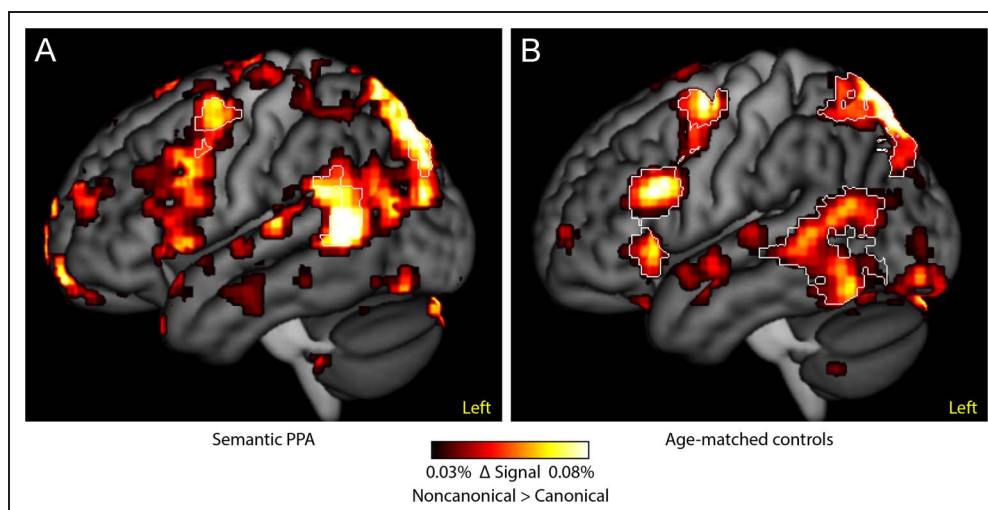 A
B
Left
Left
Semantic PPA
Age-matched controls
0.03% Δ Signal 0.08%
Noncanonical > Canonical